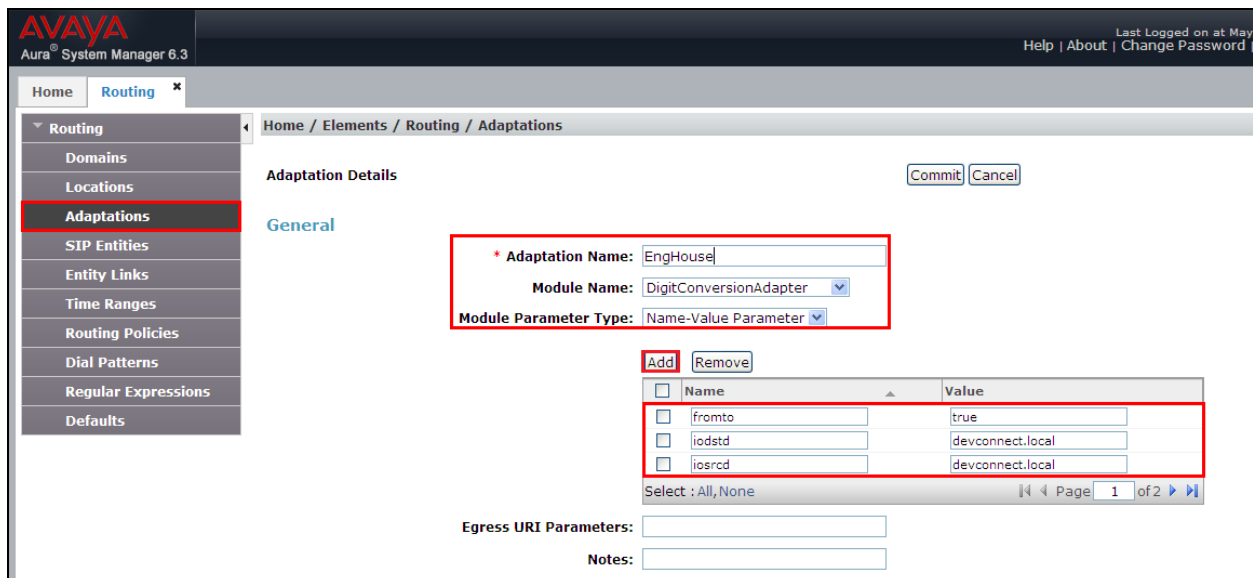 AVAYA
Aura® System Manager 6.3
Last Logged on at May
Help | About | Change Password |
Home
Routing ×
Routing
Domains
Locations
Adaptations
SIP Entities
Entity Links
Time Ranges
Routing Policies
Dial Patterns
Regular Expressions
Defaults
Home / Elements / Routing / Adaptations
Adaptation Details
Commit Cancel
General
* Adaptation Name: EngHouse
Module Name: DigitConversionAdapter
Module Parameter Type: Name-Value Parameter
Add Remove
Name Value
fromto true
iodstd devconnect.local
iosrcd devconnect.local
Select : All, None Page 1 of 2
Egress URI Parameters:
Notes: